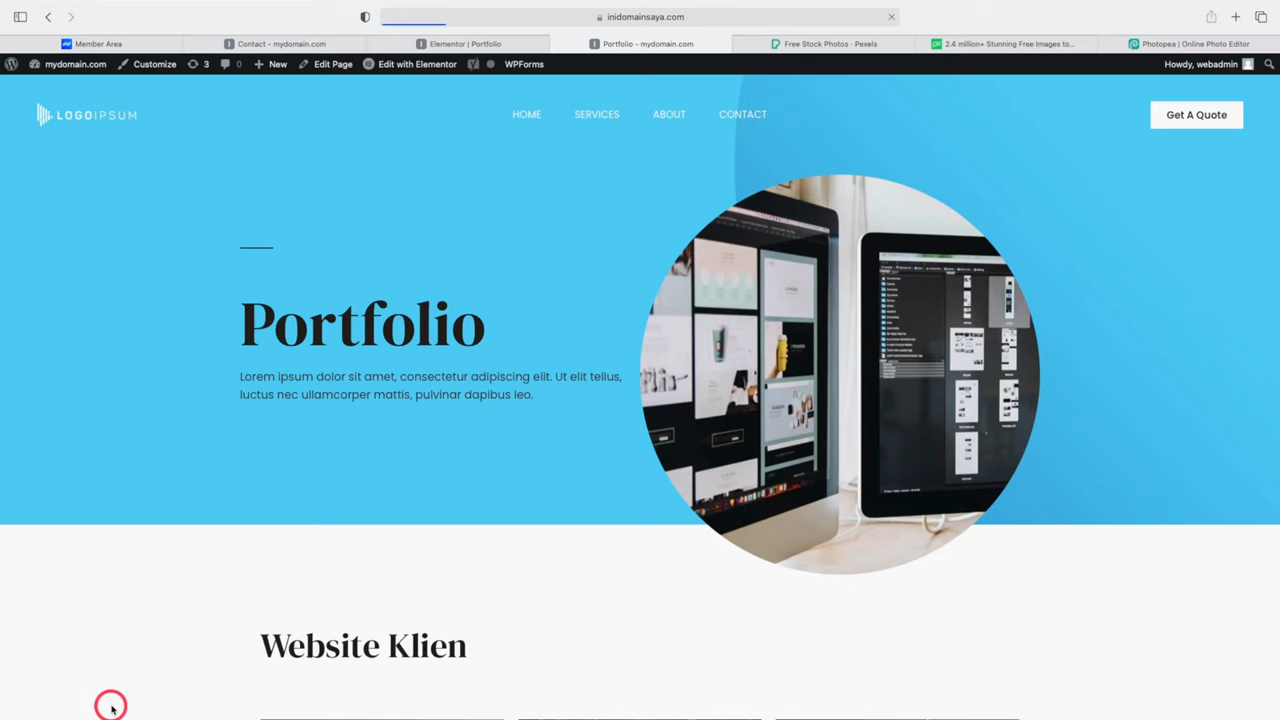 inidomainsaya.com
Member Area
Contact - mydomain.com
Elementor | Portfolio
Portfolio - mydomain.com
Free Stock Photos - Pexels
2.4 million+ Stunning Free Images to...
Photopea | Online Photo Editor
mydomain.com
Customize
3
0
New
Edit Page
Edit with Elementor
WPForms
Howdy, webadmin
LOGOIPSUM
HOME
SERVICES
ABOUT
CONTACT
Get A Quote
Portfolio
Lorem ipsum dolor sit amet, consectetur adipiscing elit. Ut elit tellus,
luctus nec ullamcorper mattis, pulvinar dapibus leo.
Website Klien